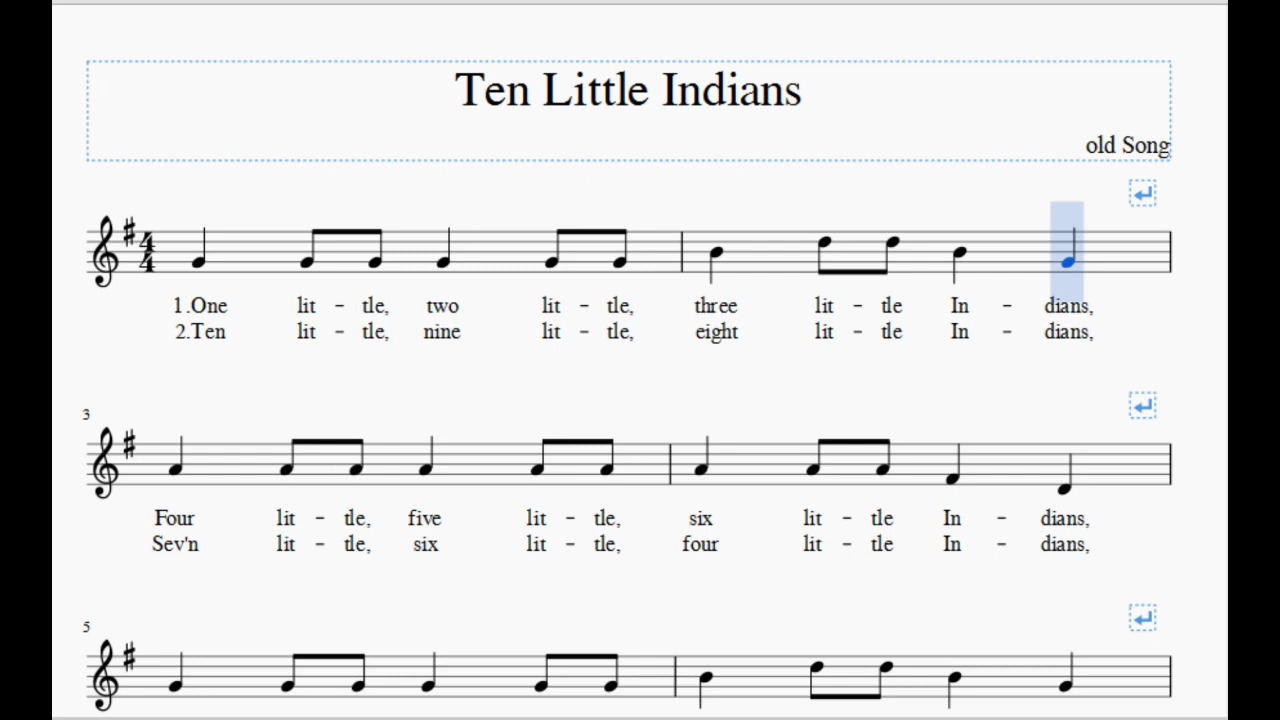 Ten Little Indians
old Song
4
4
1.One lit - tle, two lit - tle, three lit - tle In - dians,
2.Ten lit - tle, nine lit - tle, eight lit - tle In - dians,
3
Four lit - tle, five lit - tle, six lit - tle In - dians,
Sev'n lit - tle, six lit - tle, four lit - tle In - dians,
5